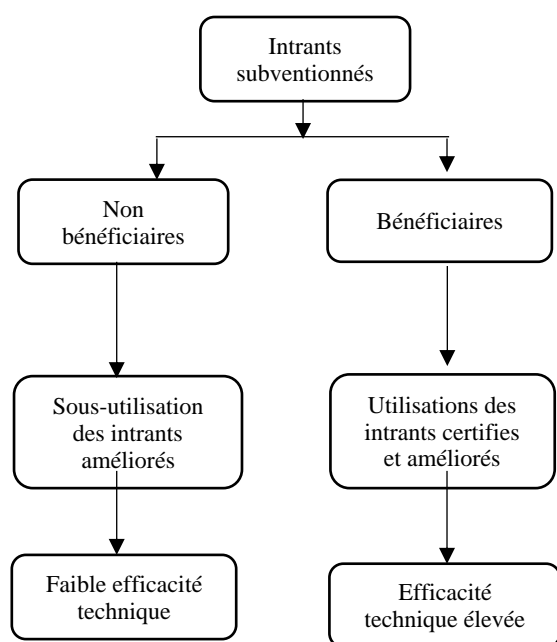 Intrants
subventionnés
Non
bénéficiaires
Bénéficiaires
Sous-utilisation
des intrants
améliorés
Utilisations des
intrants certifies
et améliorés
Faible efficacité
technique
Efficacité
technique élevée